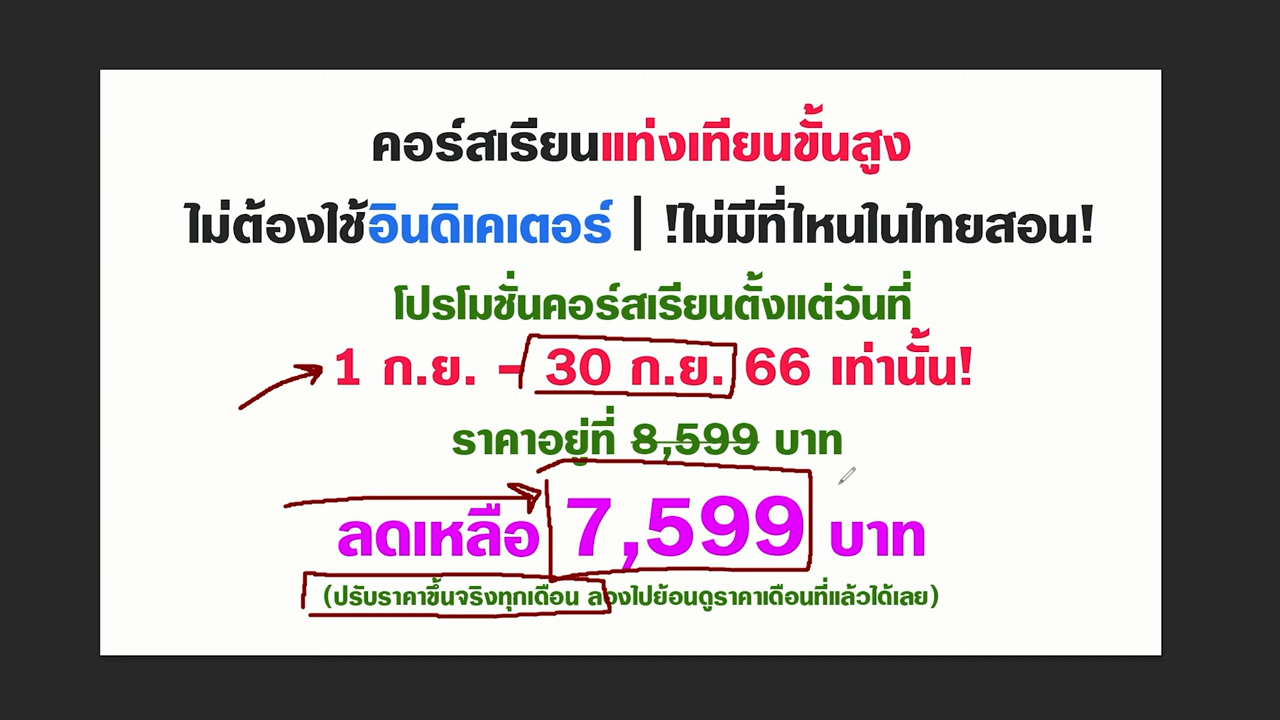 คอร์สเรียนแท่งเทียนขั้นสูง
ไม่ต้องใช้อินดิเคเตอร์ | !ไม่มีที่ไหนในไทยสอน!
โปรโมชั่นคอร์สเรียนตั้งแต่วันที่
1 ก.ย. - 30 ก.ย. 66 เท่านั้น!
ราคาอยู่ที่ 8,599 บาท
ลดเหลือ 7,599 บาท
(ปรับราคาขึ้นจริงทุกเดือน ลองไปย้อนดูราคาเดือนที่แล้วได้เลย)